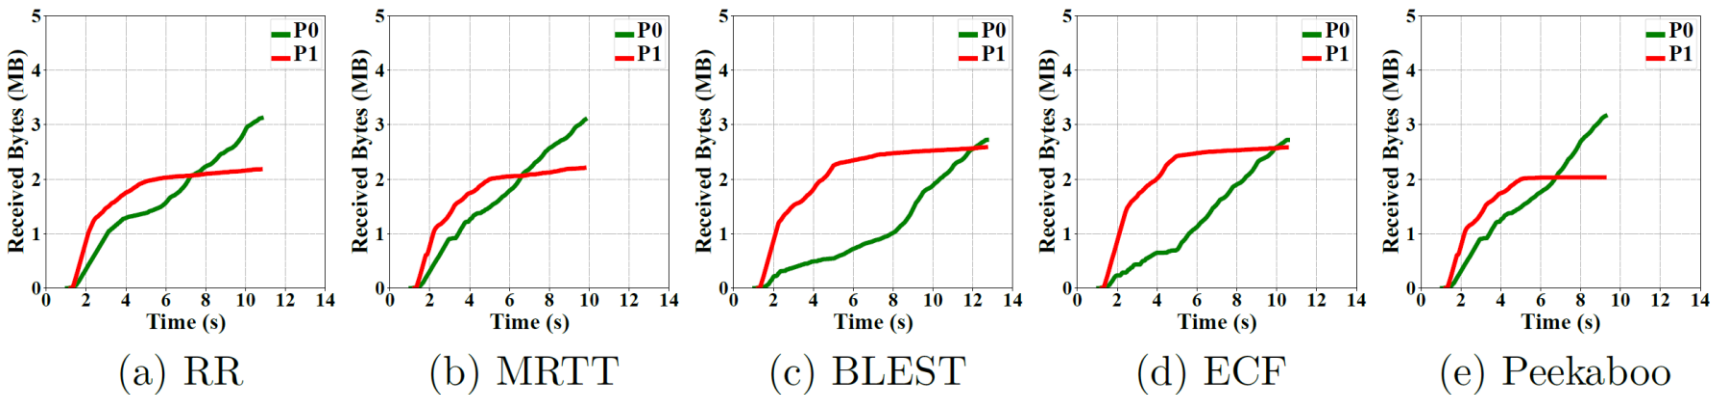 5
4
3
2
1
0
Received Bytes (MB)
P0
P1
0 2 4 6 8 10 12 14
Time (s)
(a) RR
5
4
3
2
1
0
Received Bytes (MB)
P0
P1
0 2 4 6 8 10 12 14
Time (s)
(b) MRTT
5
4
3
2
1
0
Received Bytes (MB)
P0
P1
0 2 4 6 8 10 12 14
Time (s)
(c) BLEST
5
4
3
2
1
0
Received Bytes (MB)
P0
P1
0 2 4 6 8 10 12 14
Time (s)
(d) ECF
5
4
3
2
1
0
Received Bytes (MB)
P0
P1
0 2 4 6 8 10 12 14
Time (s)
(e) Peekaboo